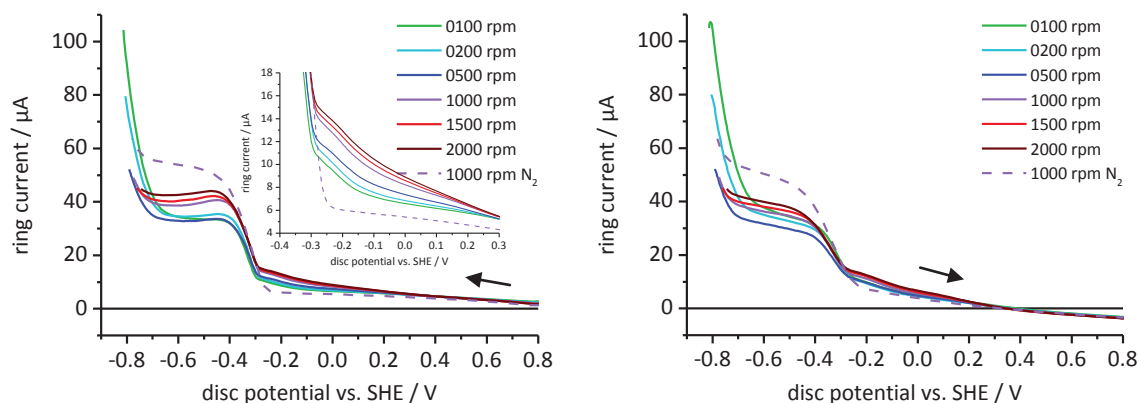 0100 rpm
0200 rpm
0500 rpm
1000 rpm
1500 rpm
2000 rpm
1000 rpm N₂
ring current / µA
100
80
60
40
20
0
-0.8 -0.6 -0.4 -0.2 0.0 0.2 0.4 0.6 0.8
disc potential vs. SHE / V
ring current / µA
18
16
14
12
10
8
6
4
-0.4 -0.3 -0.2 -0.1 0.0 0.1 0.2 0.3
disc potential vs. SHE / V
0100 rpm
0200 rpm
0500 rpm
1000 rpm
1500 rpm
2000 rpm
1000 rpm N₂
ring current / µA
100
80
60
40
20
0
-0.8 -0.6 -0.4 -0.2 0.0 0.2 0.4 0.6 0.8
disc potential vs. SHE / V